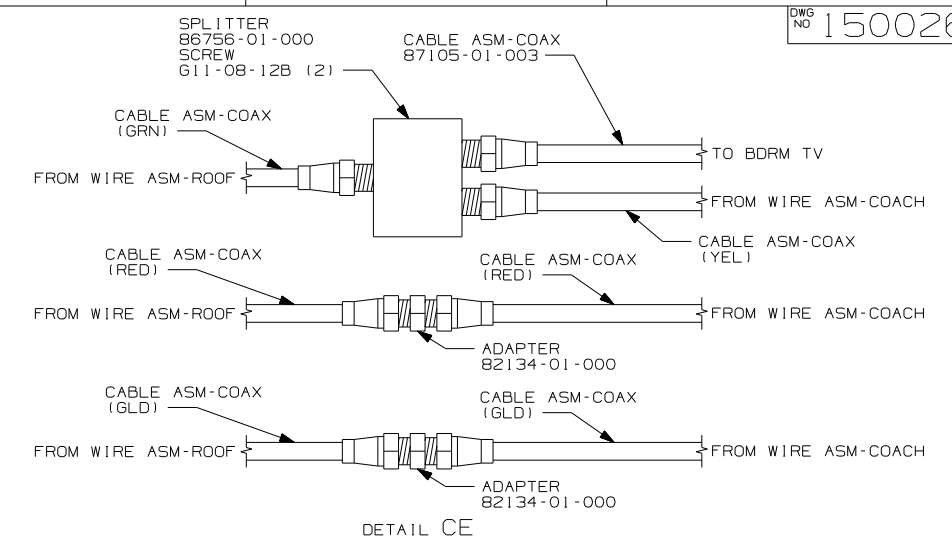 DWG
NO 150026
SPLITTER
86756-01-000
SCREW
G11-08-12B (2)
CABLE ASM-COAX
87105-01-003
CABLE ASM-COAX
(GRN)
TO BDRM TV
FROM WIRE ASM-ROOF
FROM WIRE ASM-COACH
CABLE ASM-COAX
(YEL)
CABLE ASM-COAX
(RED)
CABLE ASM-COAX
(RED)
FROM WIRE ASM-ROOF
FROM WIRE ASM-COACH
ADAPTER
82134-01-000
CABLE ASM-COAX
(GLD)
CABLE ASM-COAX
(GLD)
FROM WIRE ASM-ROOF
FROM WIRE ASM-COACH
ADAPTER
82134-01-000
DETAIL CE